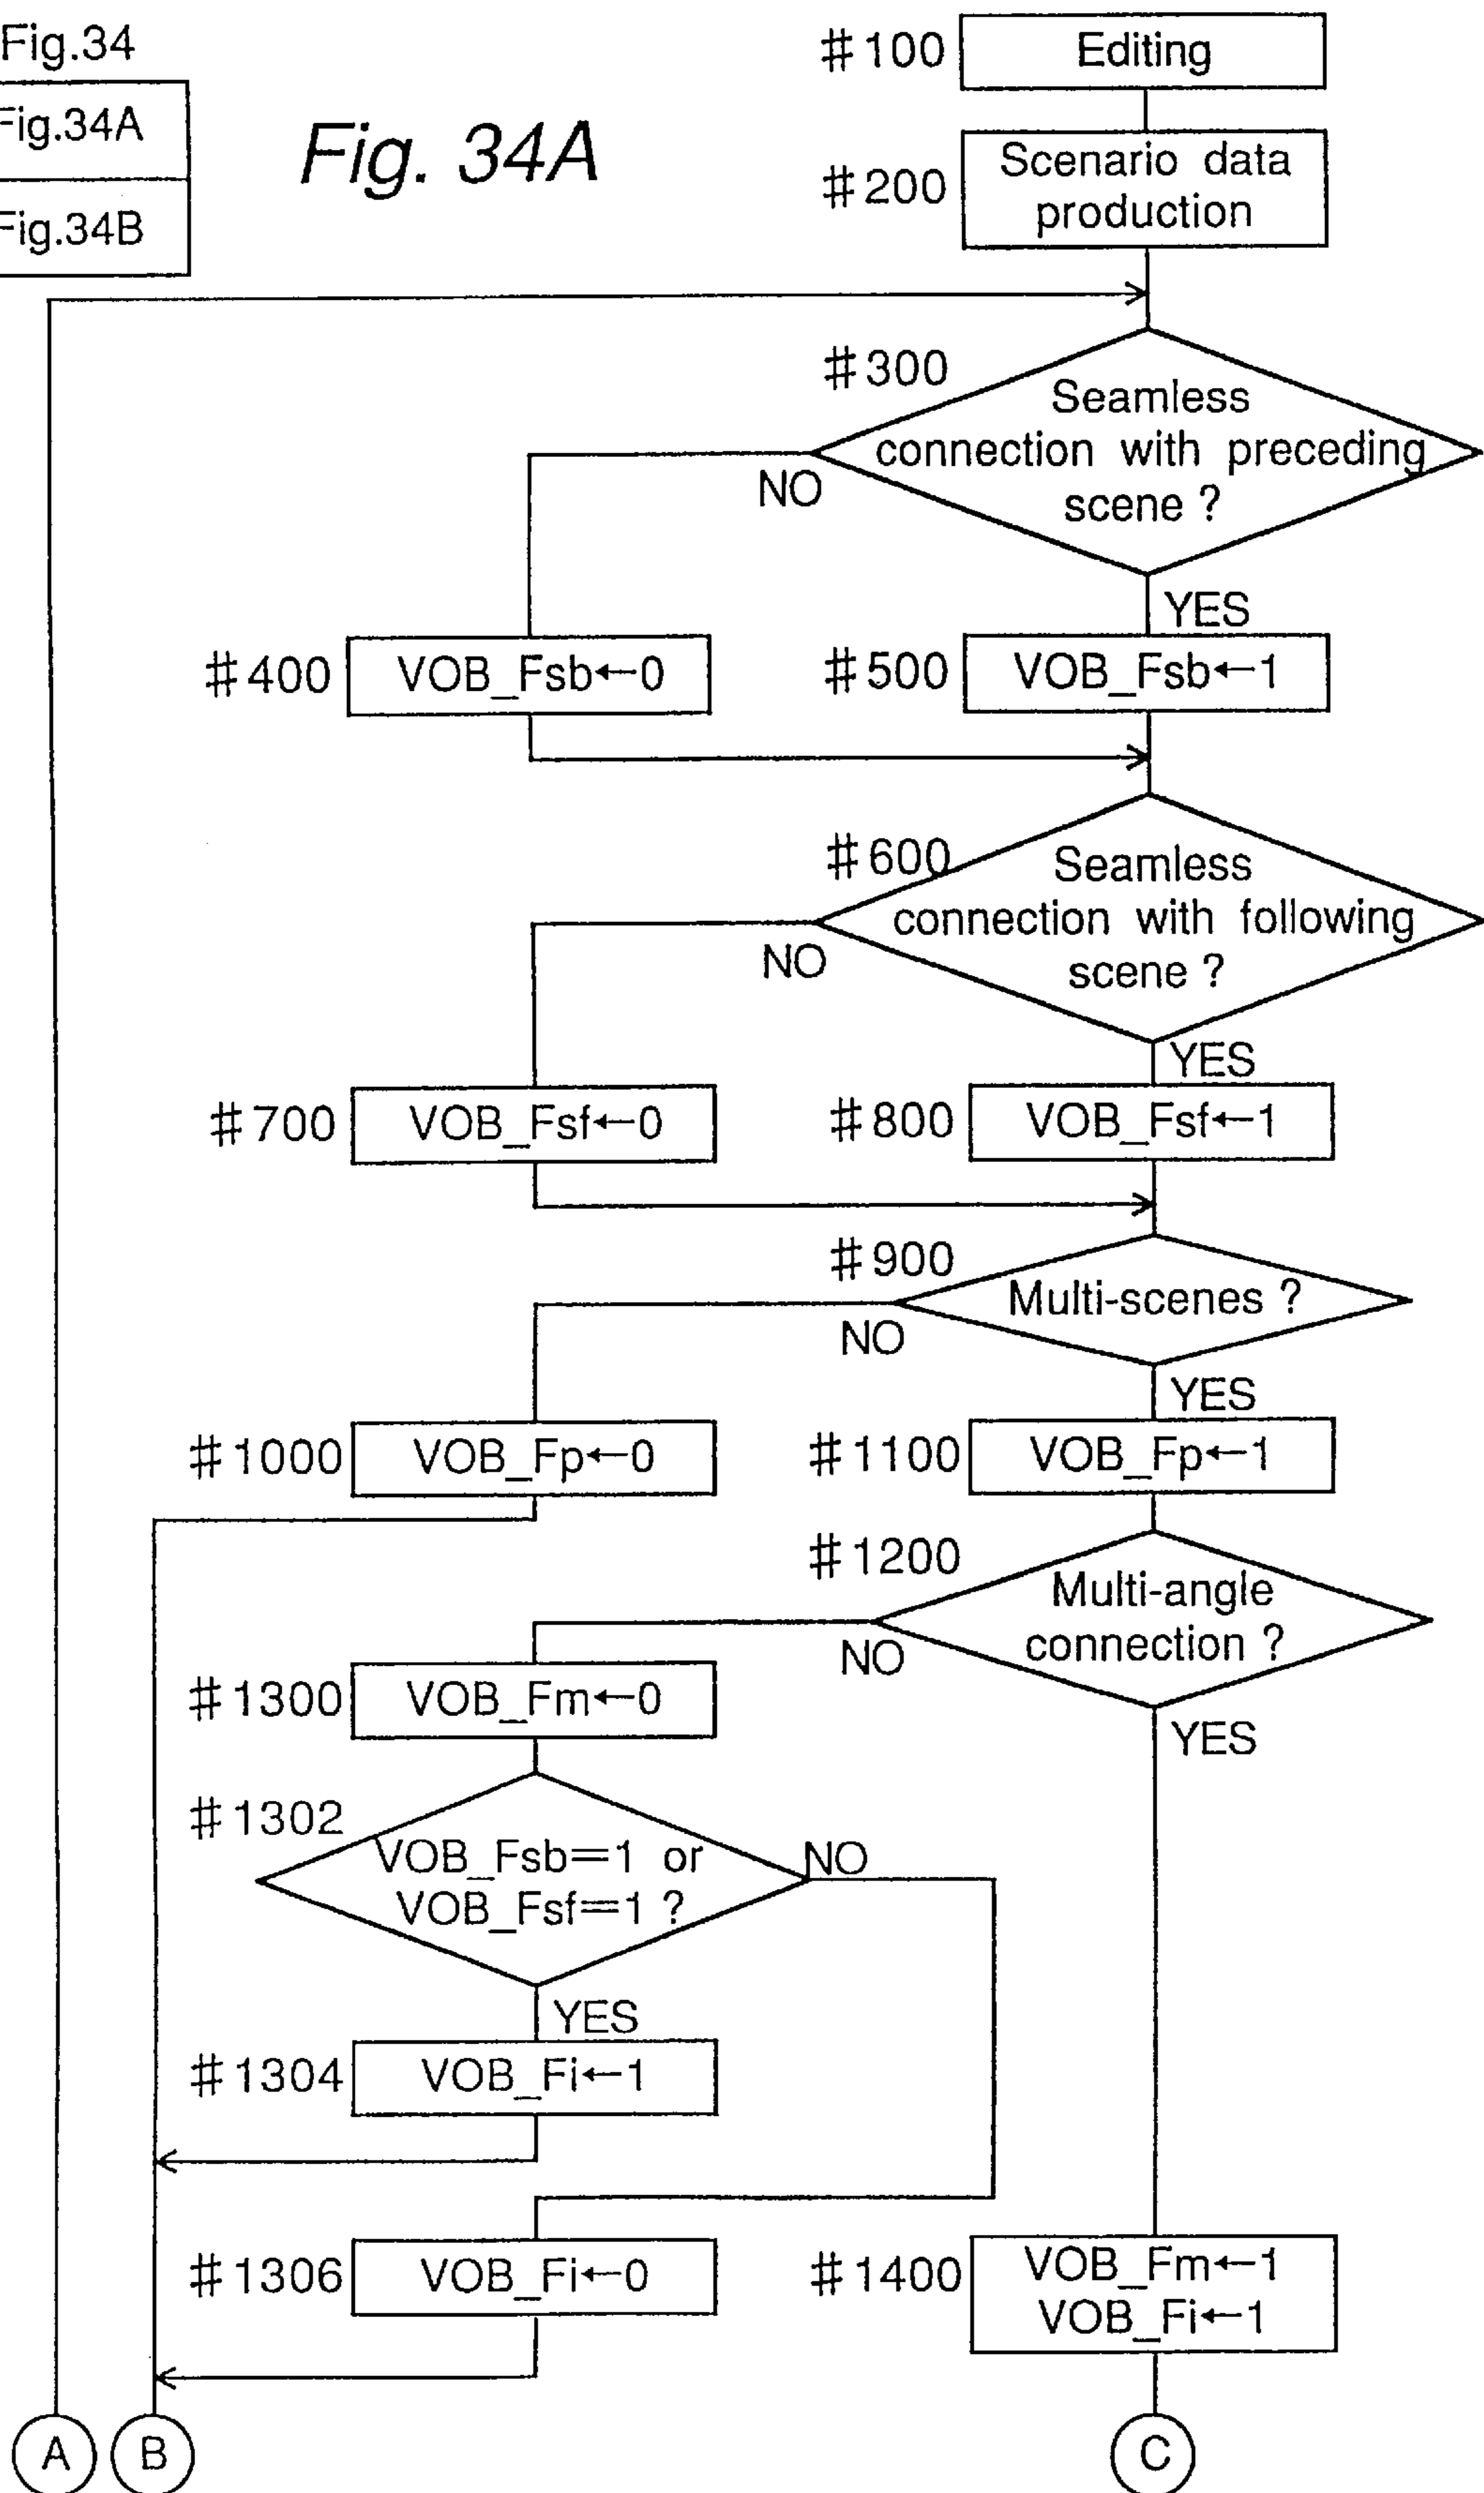 Fig.34
Fig.34A
Fig.34B
Fig. 34A
#100
Editing
#200
Scenario data
production
#300
Seamless
connection with preceding
scene ?
NO
YES
#400
VOB_Fsb←0
#500
VOB_Fsb←1
#600
Seamless
connection with following
scene ?
NO
YES
#700
VOB_Fsf←0
#800
VOB_Fsf←1
#900
Multi-scenes ?
NO
YES
#1000
VOB_Fp←0
#1100
VOB_Fp←1
#1200
Multi-angle
connection ?
NO
YES
#1300
VOB_Fm←0
#1302
VOB_Fsb=1 or
VOB_Fsf=1 ?
NO
YES
#1304
VOB_Fi←1
#1306
VOB_Fi←0
#1400
VOB_Fm←1
VOB_Fi←1
A
B
C